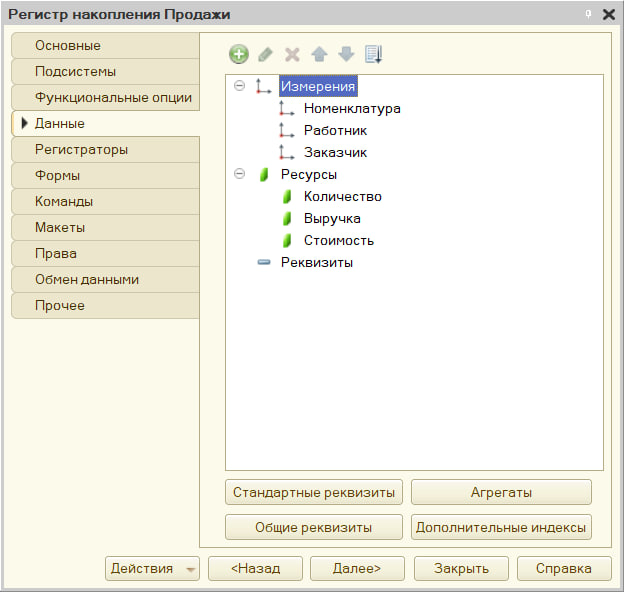 Регистр накопления Продажи
Основные
Подсистемы
Функциональные опции
Данные
Регистраторы
Формы
Команды
Макеты
Права
Обмен данными
Прочее
Измерения
Номенклатура
Работник
Заказчик
Ресурсы
Количество
Выручка
Стоимость
Реквизиты
Стандартные реквизиты
Агрегаты
Общие реквизиты
Дополнительные индексы
Действия
<Назад
Далее>
Закрыть
Справка